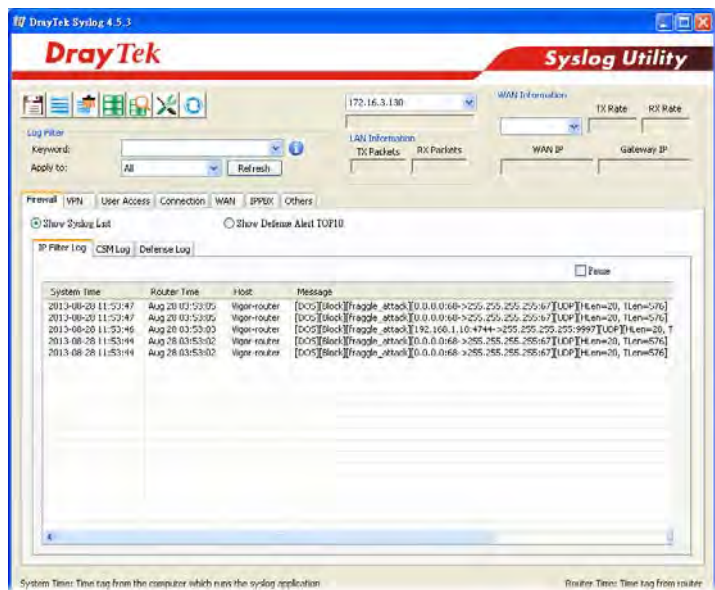 DrayTek Syslog 4.5.3
DrayTek
Syslog Utility
172.16.3.130
WAN Information
TX Rate RX Rate
Log Filter
Keyword:
LAN Information
TX Packets RX Packets
WAN IP Gateway IP
Apply to: All Refresh
Firewall VPN User Access Connection WAN IPPBX Others
Show Syslog List Show Defense Alert TOP10
IP Filter Log CSM Log Defense Log
Pause
System Time Router Time Host Message
2013-08-28 11:53:47 Aug 28 03:53:05 Vigor-router [DOS][Block][fraggle_attack][0.0.0.0:68->255.255.255.255:67][UDP][HLen=20, TLen=576]
2013-08-28 11:53:47 Aug 28 03:53:05 Vigor-router [DOS][Block][fraggle_attack][0.0.0.0:68->255.255.255.255:67][UDP][HLen=20, TLen=576]
2013-08-28 11:53:46 Aug 28 03:53:03 Vigor-router [DOS][Block][fraggle_attack][192.168.1.10:4744->255.255.255.255:9997][UDP][HLen=20, T
2013-08-28 11:53:44 Aug 28 03:53:02 Vigor-router [DOS][Block][fraggle_attack][0.0.0.0:68->255.255.255.255:67][UDP][HLen=20, TLen=576]
2013-08-28 11:53:44 Aug 28 03:53:02 Vigor-router [DOS][Block][fraggle_attack][0.0.0.0:68->255.255.255.255:67][UDP][HLen=20, TLen=576]
System Time: Time tag from the computer which runs the syslog application Router Time: Time tag from router